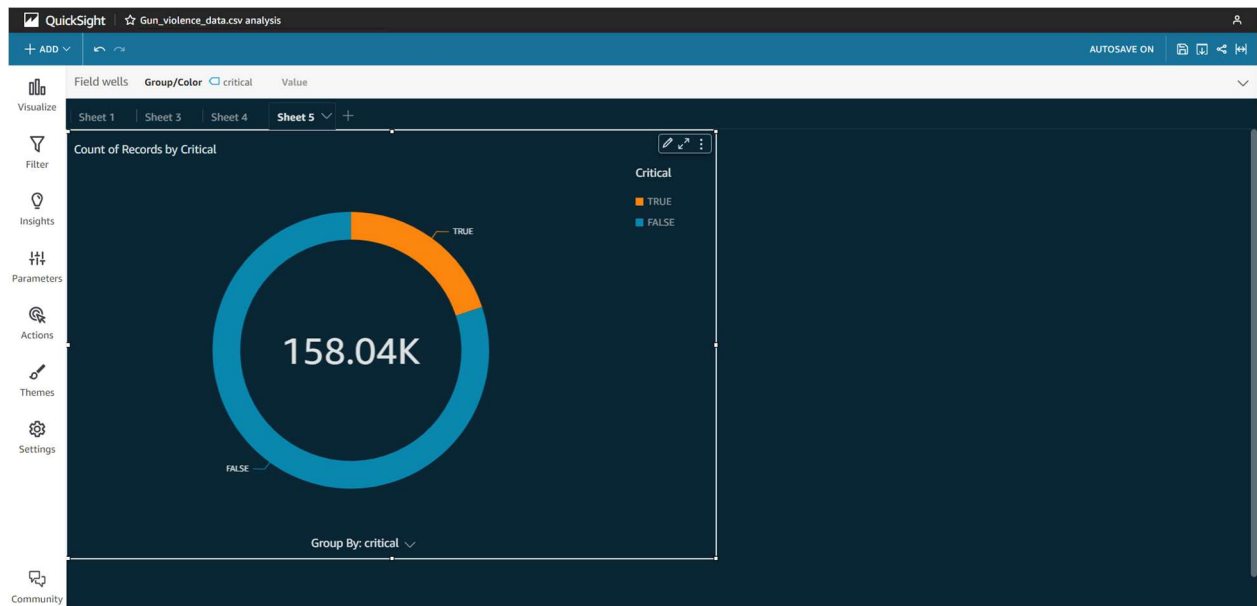 QuickSight Gun_violence_data.csv analysis
+ ADD AUTOSAVE ON
Field wells Group/Color critical Value
Visualize
Filter
Insights
Parameters
Actions
Themes
Settings
Community
Sheet 1 Sheet 3 Sheet 4 Sheet 5 +
Count of Records by Critical
Critical
TRUE
FALSE
TRUE
158.04K
FALSE
Group By: critical